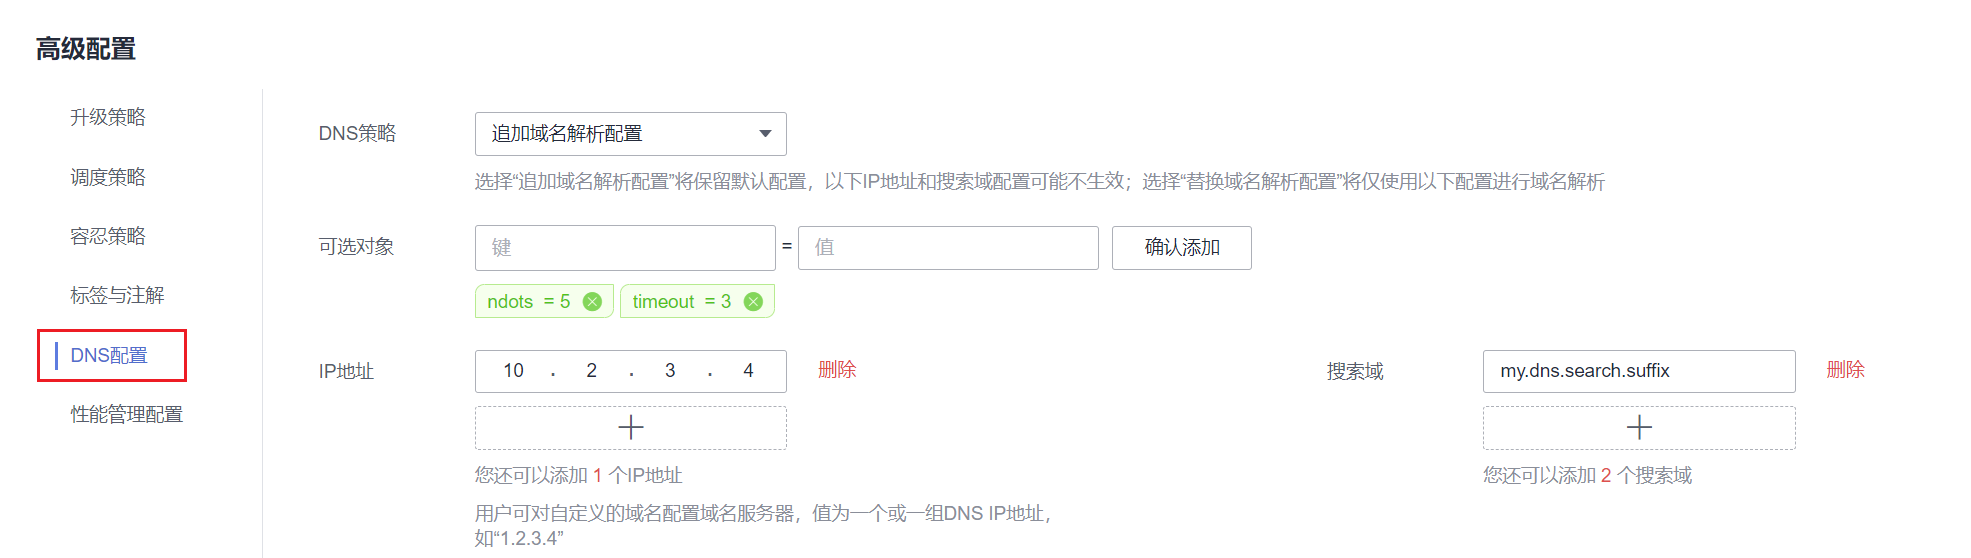 高级配置
升级策略
调度策略
容忍策略
标签与注解
DNS配置
性能管理配置
DNS策略
追加域名解析配置
选择“追加域名解析配置”将保留默认配置，以下IP地址和搜索域配置可能不生效；选择“替换域名解析配置”将仅使用以下配置进行域名解析
可选对象
键 = 值 确认添加
ndots = 5 timeout = 3
IP地址
10 . 2 . 3 . 4 删除
您还可以添加 1 个IP地址
用户可对自定义的域名配置域名服务器，值为一个或一组DNS IP地址，
如“1.2.3.4”
搜索域
my.dns.search.suffix 删除
您还可以添加 2 个搜索域